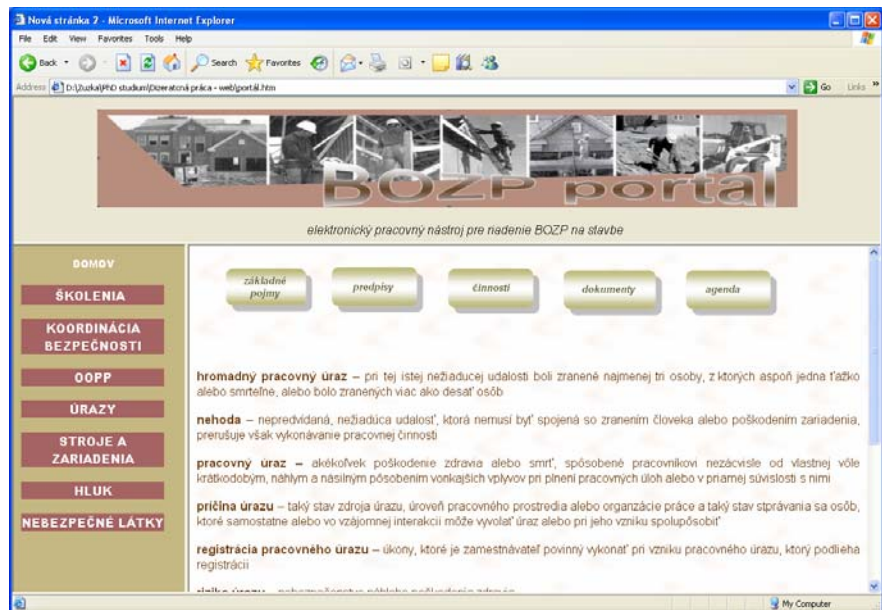 Nová stránka 2 - Microsoft Internet Explorer
File Edit View Favorites Tools Help
Back Search Favorites
Address D:\Zuzka\PhD studium\Dizeratcná práca - web\portál.htm Go Links
BOZP portal
elektronický pracovný nástroj pre riadenie BOZP na stavbe
DOMOV
ŠKOLENIA
KOORDINÁCIA
BEZPEČNOSTI
OOPP
ÚRAZY
STROJE A
ZARIADENIA
HLUK
NEBEZPEČNÉ LÁTKY
základné
pojmy
predpisy
činnosti
dokumenty
agenda
hromadný pracovný úraz – pri tej istej nežiaducej udalosti boli zranené najmenej tri osoby, z ktorých aspoň jedna ťažko
alebo smrteľne, alebo bolo zranených viac ako desať osôb
nehoda – nepredvídaná, nežiadúca udalosť, ktorá nemusí byť spojená so zranením človeka alebo poškodením zariadenia,
prerušuje však vykonávanie pracovnej činnosti
pracovný úraz – akékoľvek poškodenie zdravia alebo smrť, spôsobené pracovníkovi nezávisle od vlastnej vôle
krátkodobým, náhlym a násilným pôsobením vonkajších vplyvov pri plnení pracovných úloh alebo v priamej súvislosti s nimi
príčina úrazu – taký stav zdroja úrazu, úroveň pracovného prostredia alebo organzácie práce a taký stav stprávania sa osôb,
ktoré samostatne alebo vo vzájomnej interakcii môže vyvolať úraz alebo pri jeho vzniku spolupôsobiť
registrácia pracovného úrazu – úkony, ktoré je zamestnávateľ povinný vykonať pri vzniku pracovného úrazu, ktorý podlieha
registrácii
riziko úrazu – nebezpečenstvo náhleho poškodenia zdravia
My Computer